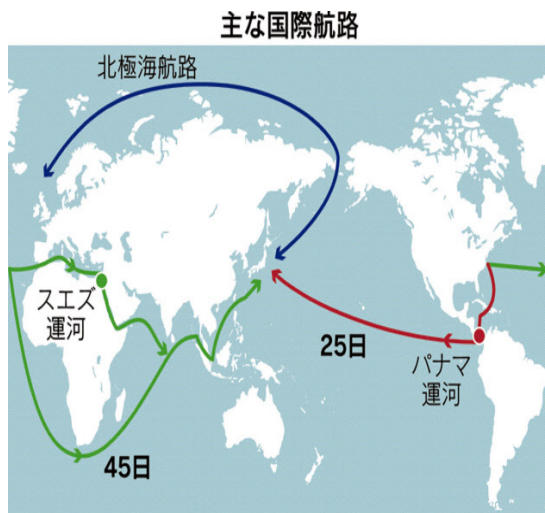 主な国際航路
北極海航路
スエズ
運河
25日
パナマ
運河
45日